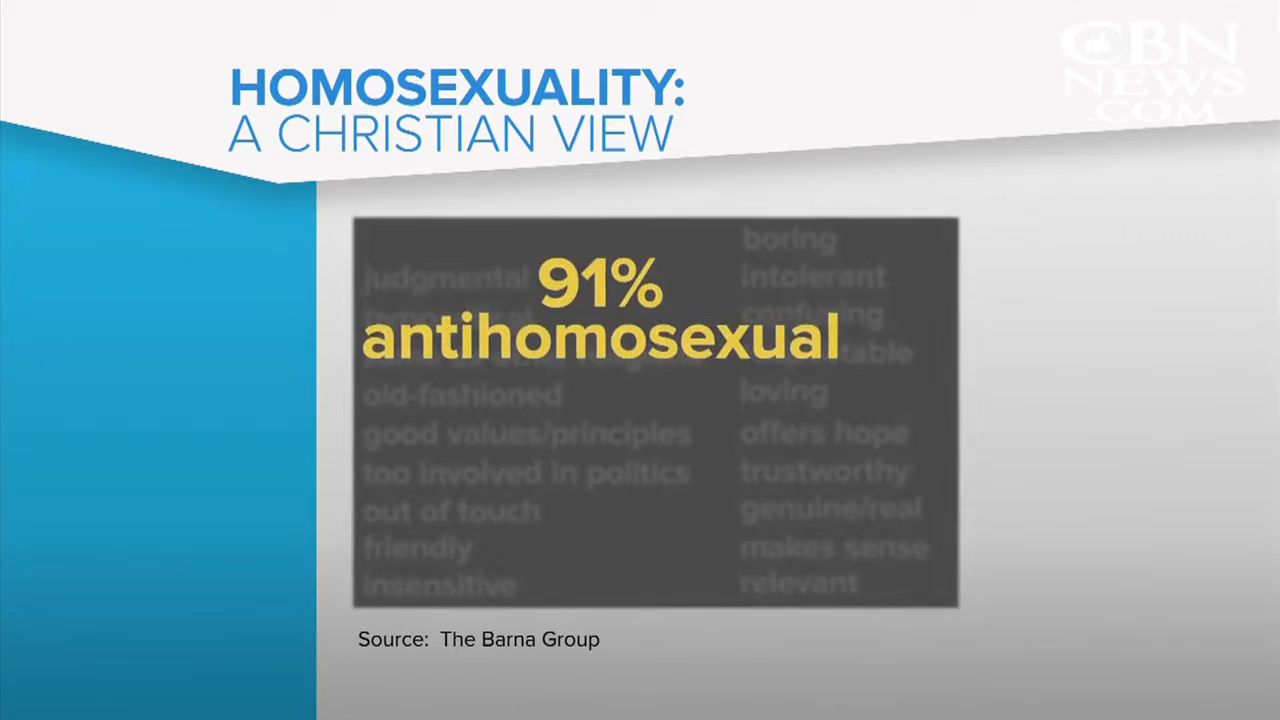 HOMOSEXUALITY:
A CHRISTIAN VIEW
CBN
NEWS
.COM
91%
antihomosexual
judgmental
old-fashioned
good values/principles
too involved in politics
out of touch
friendly
insensitive
boring
intolerant
confusing
loving
offers hope
trustworthy
genuine/real
makes sense
relevant
Source: The Barna Group